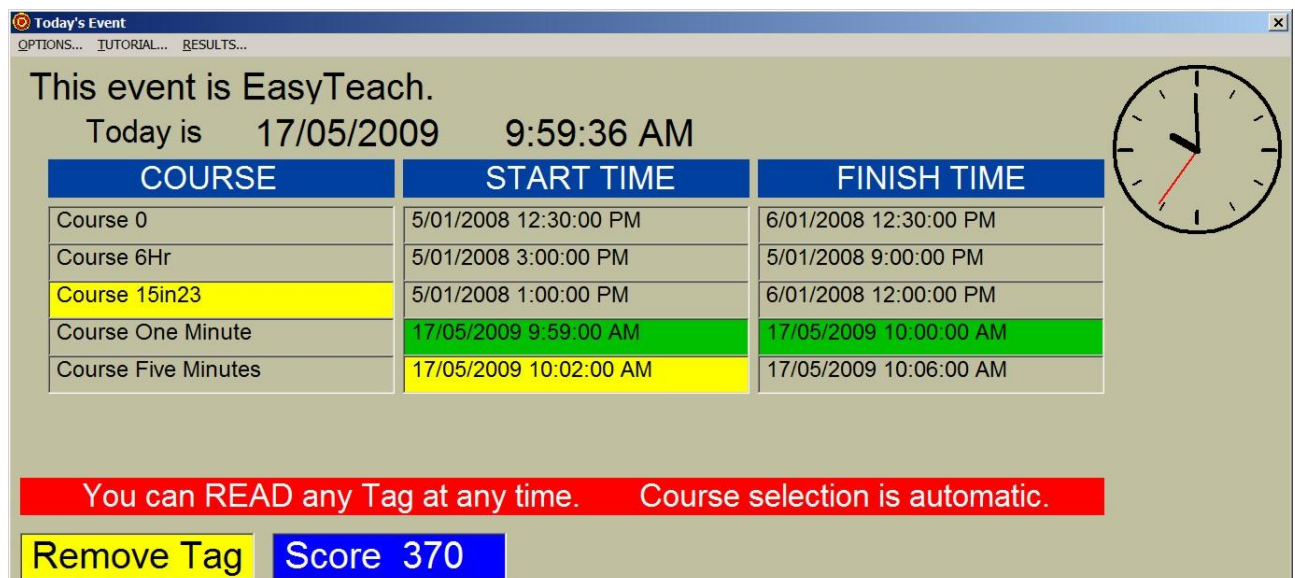 Today's Event
OPTIONS... TUTORIAL... RESULTS...
This event is EasyTeach.
Today is 17/05/2009 9:59:36 AM
COURSE START TIME FINISH TIME
Course 0 5/01/2008 12:30:00 PM 6/01/2008 12:30:00 PM
Course 6Hr 5/01/2008 3:00:00 PM 5/01/2008 9:00:00 PM
Course 15in23 5/01/2008 1:00:00 PM 6/01/2008 12:00:00 PM
Course One Minute 17/05/2009 9:59:00 AM 17/05/2009 10:00:00 AM
Course Five Minutes 17/05/2009 10:02:00 AM 17/05/2009 10:06:00 AM
You can READ any Tag at any time. Course selection is automatic.
Remove Tag Score 370